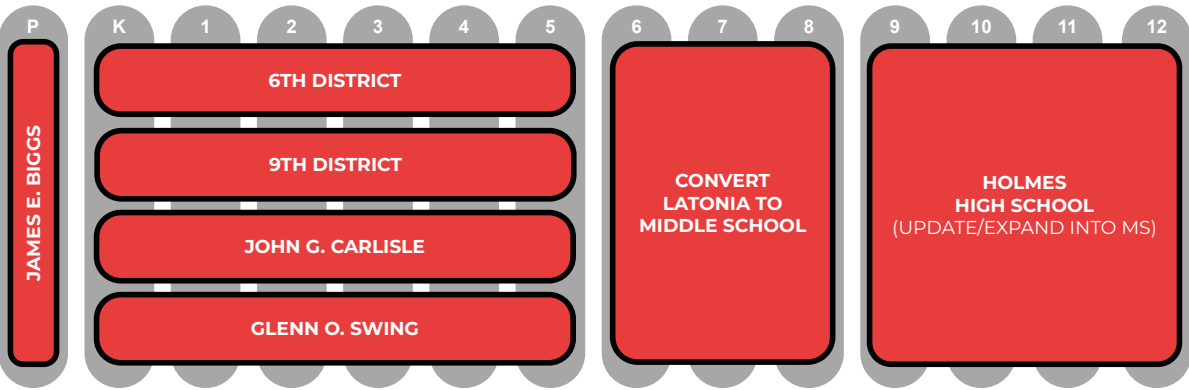 P K 1 2 3 4 5 6 7 8 9 10 11 12
JAMES E. BIGGS
6TH DISTRICT
9TH DISTRICT
JOHN G. CARLISLE
GLENN O. SWING
CONVERT
LATONIA TO
MIDDLE SCHOOL
HOLMES
HIGH SCHOOL
(UPDATE/EXPAND INTO MS)